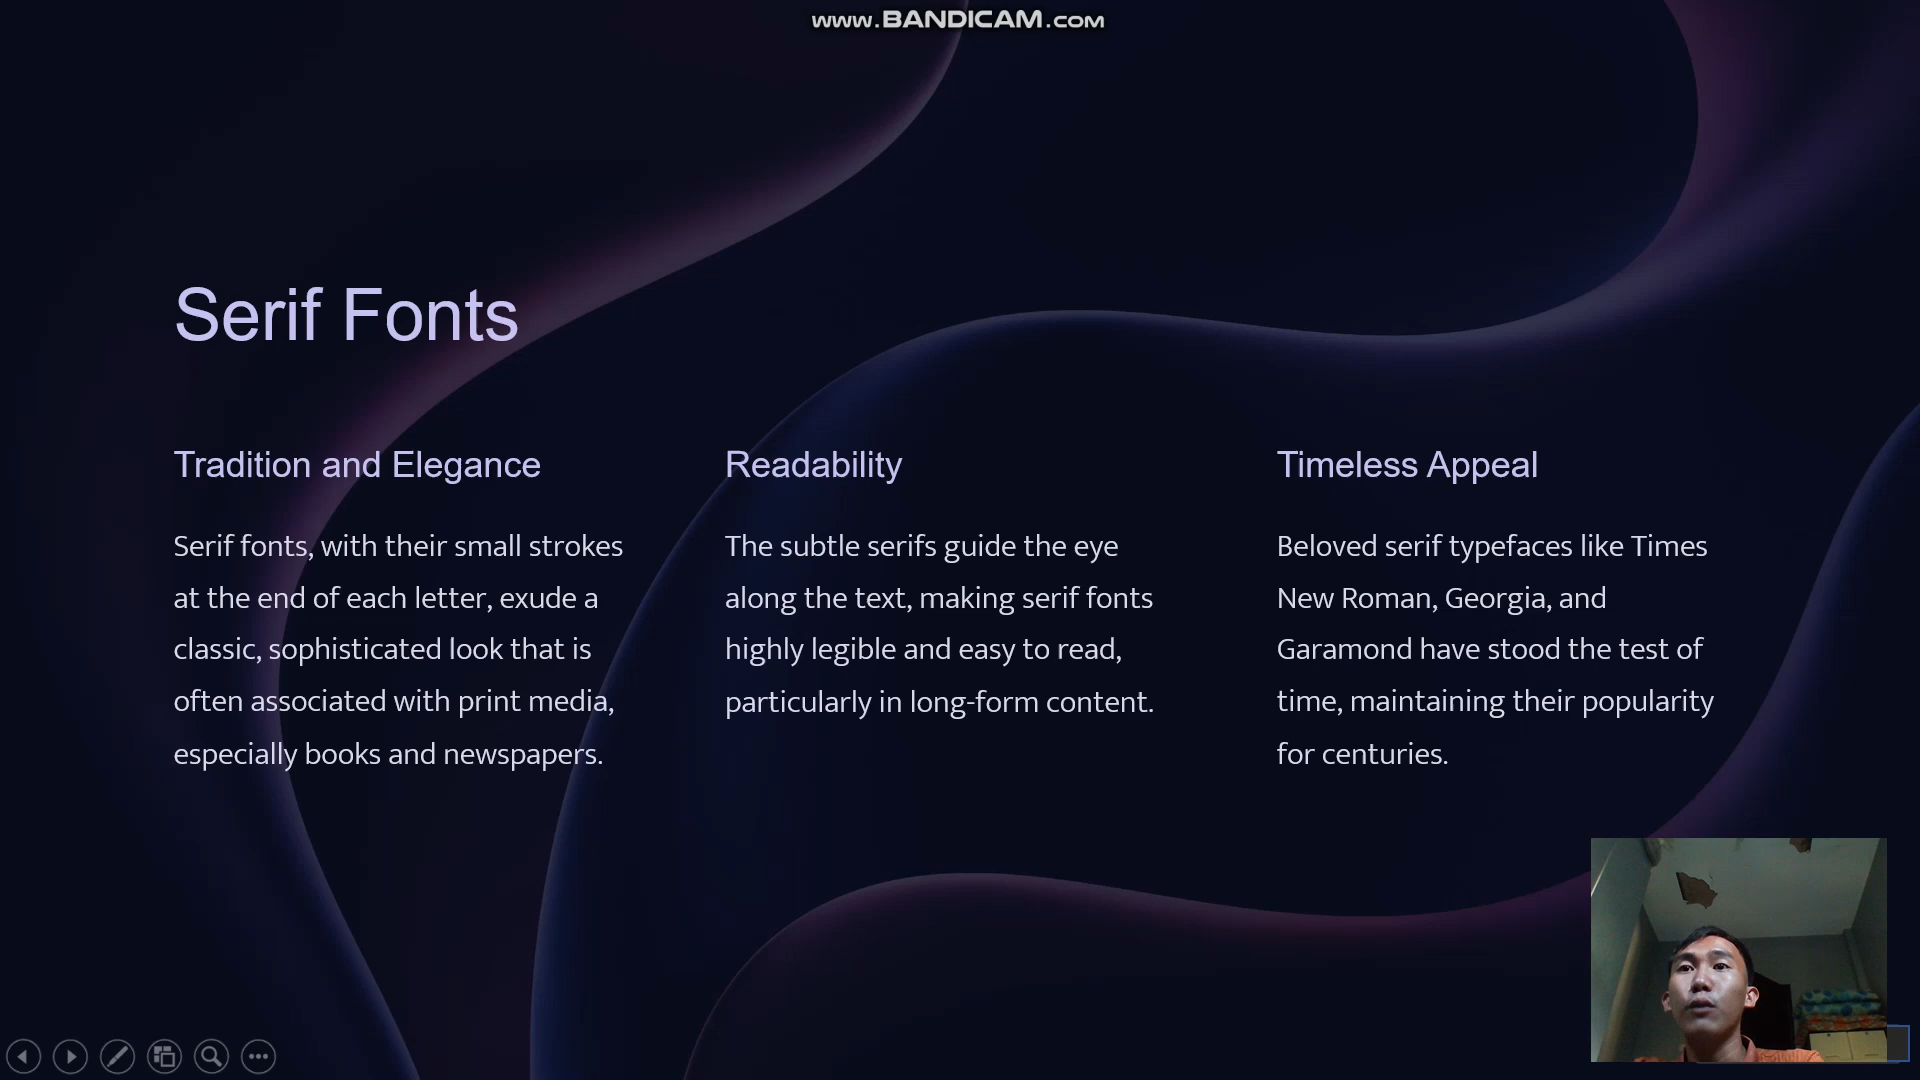 www.BANDICAM.com
Serif Fonts
Tradition and Elegance
Serif fonts, with their small strokes
at the end of each letter, exude a
classic, sophisticated look that is
often associated with print media,
especially books and newspapers.
Readability
The subtle serifs guide the eye
along the text, making serif fonts
highly legible and easy to read,
particularly in long-form content.
Timeless Appeal
Beloved serif typefaces like Times
New Roman, Georgia, and
Garamond have stood the test of
time, maintaining their popularity
for centuries.